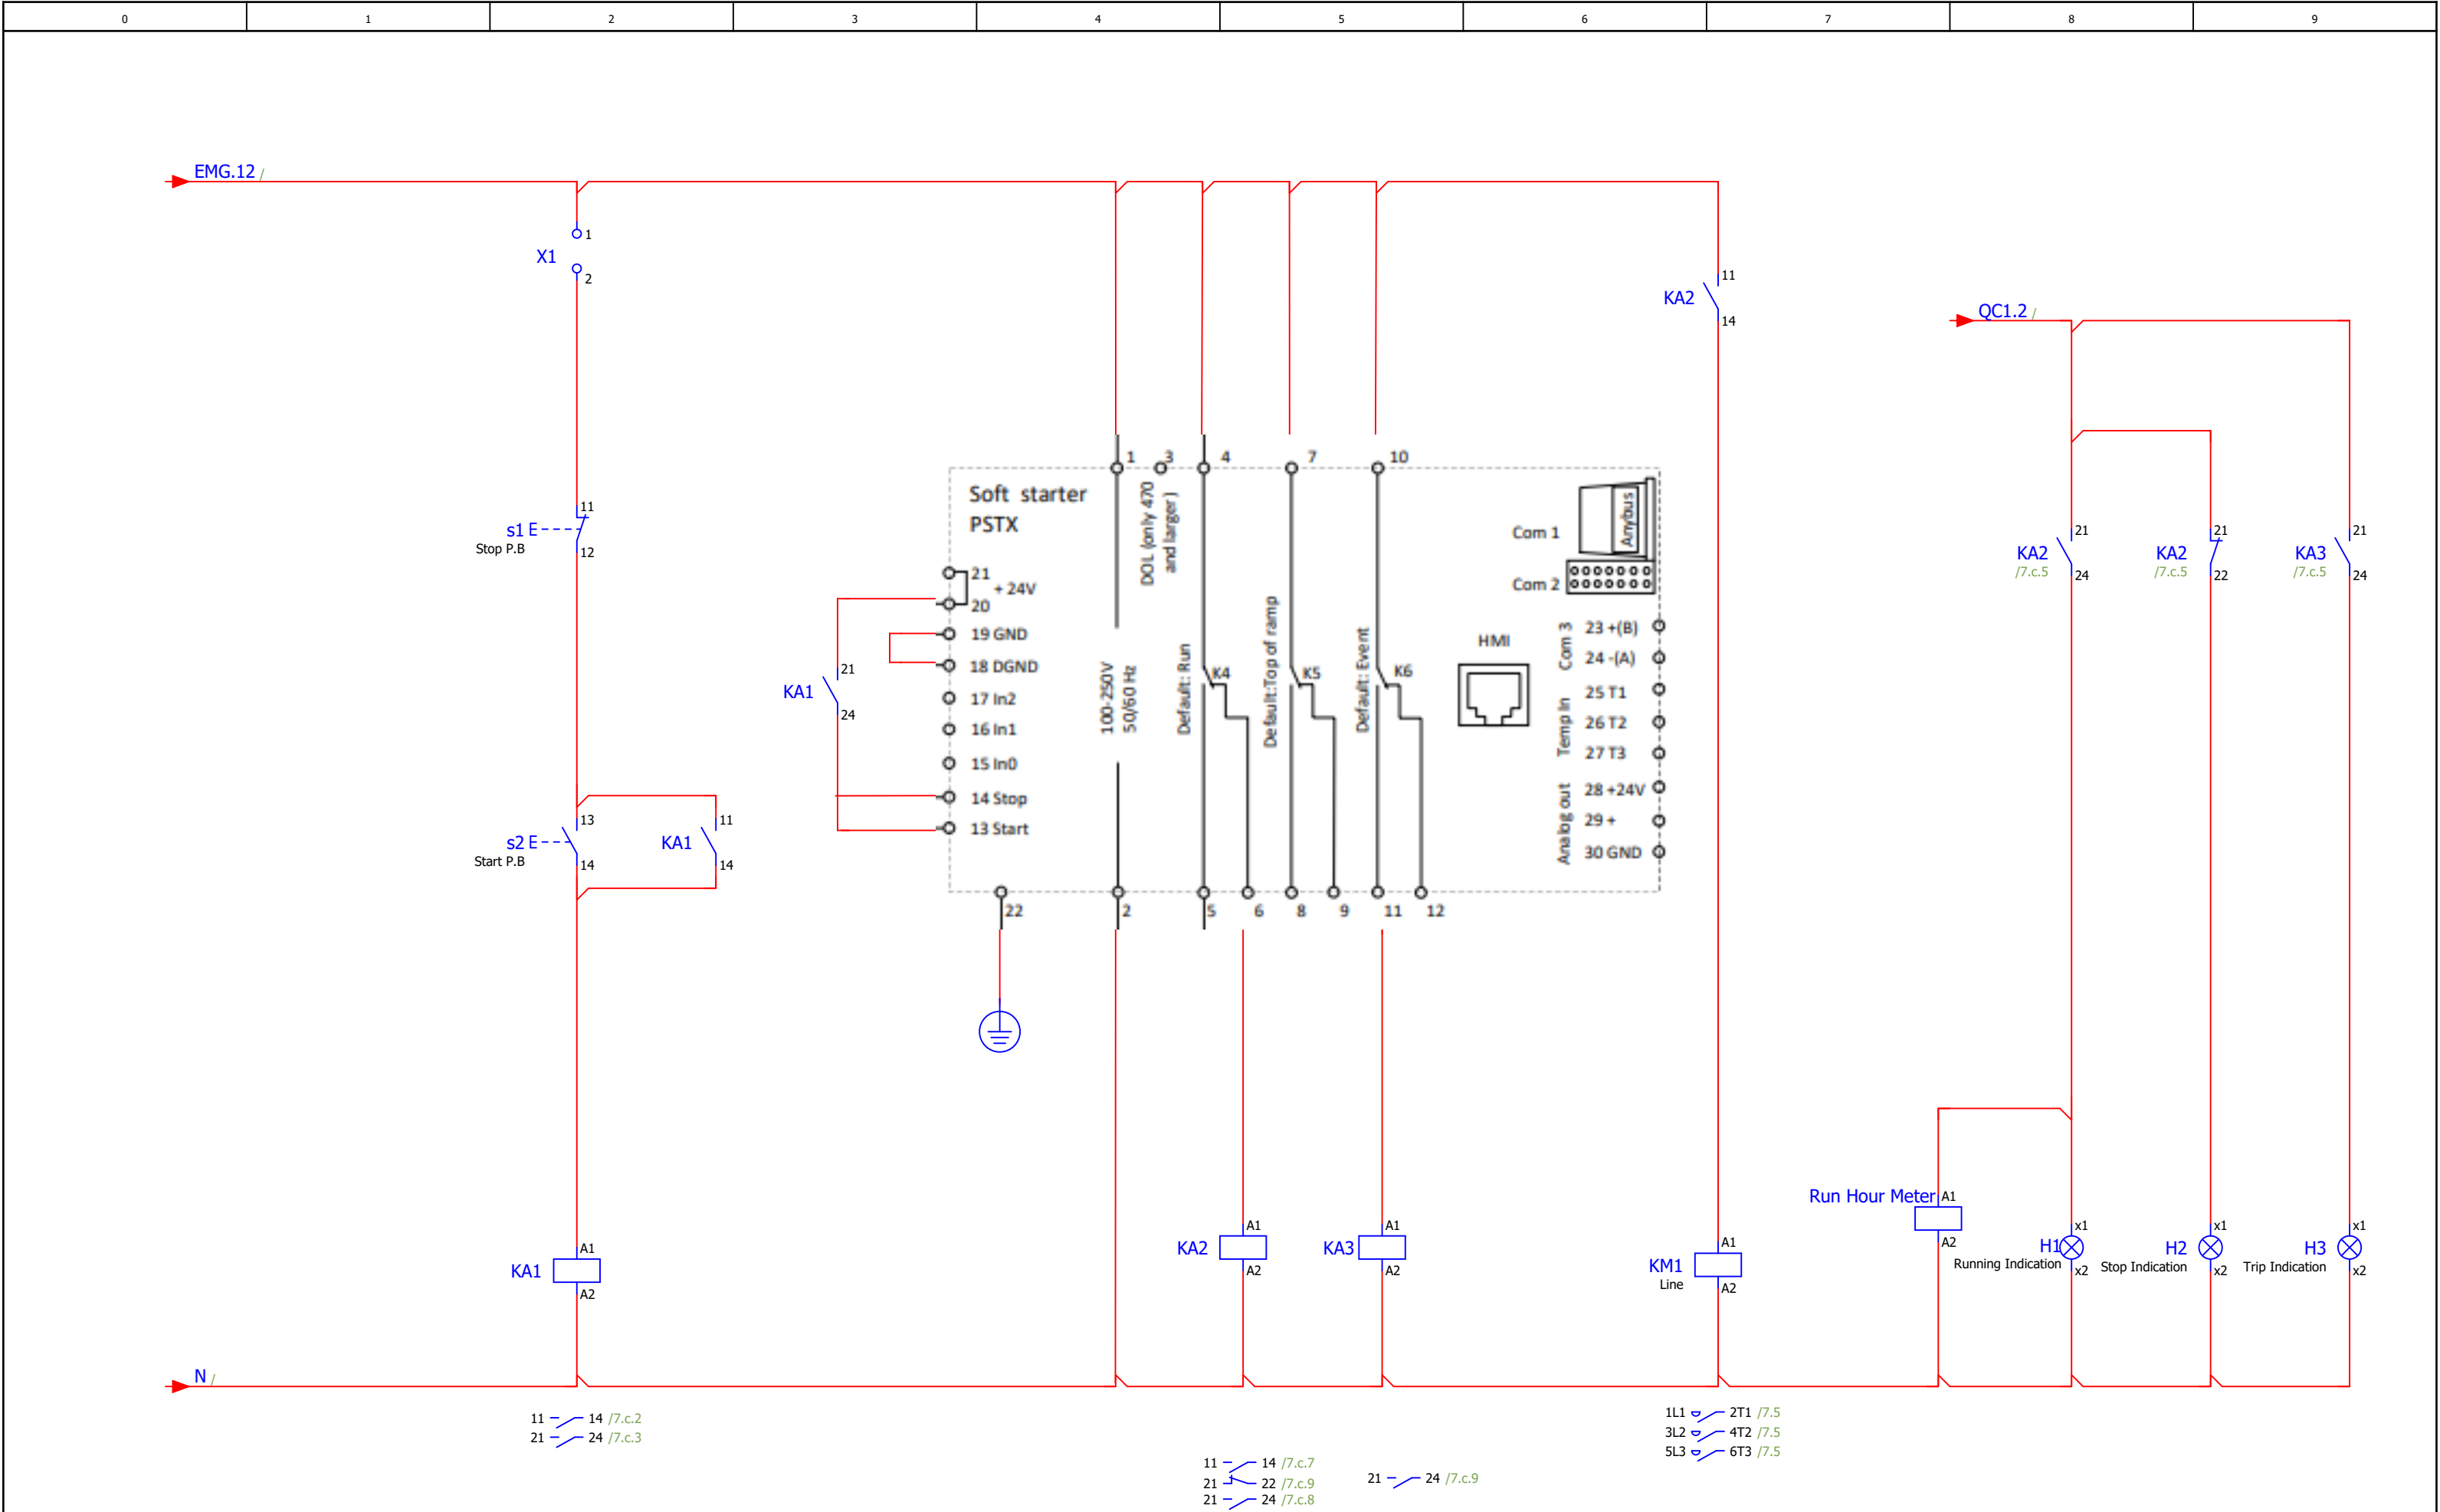 0 1 2 3 4 5 6 7 8 9
EMG.12 /
1
X1
2
11
KA2
14
QC1.2 /
11
s1 E
Stop P.B
12
13
s2 E
Start P.B
14
11
KA1
14
21
KA1
24
1 3 4 7 10
Soft starter
PSTX
DOL (only 470
and larger)
21
+ 24V
20
19 GND
18 DGND
17 In2
16 In1
15 In0
14 Stop
13 Start
100-250V
50/60 Hz
Default: Run
K4
Default:Top of ramp
K5
Default: Event
K6
Com 1
Anybus
Com 2
HMI
Com 3
23 +(B)
24 -(A)
Temp In
25 T1
26 T2
27 T3
Analog out
28 +24V
29 +
30 GND
22 2 5 6 8 9 11 12
21
KA2
/7.c.5
24
21
KA2
/7.c.5
22
21
KA3
/7.c.5
24
A1
KA1
A2
A1
KA2
A2
A1
KA3
A2
A1
KM1
Line
A2
Run Hour Meter
A1
A2
x1
H1
Running Indication
x2
x1
H2
Stop Indication
x2
x1
H3
Trip Indication
x2
N /
11 14 /7.c.2
21 24 /7.c.3
11 14 /7.c.7
21 22 /7.c.9
21 24 /7.c.8
21 24 /7.c.9
1L1 2T1 /7.5
3L2 4T2 /7.5
5L3 6T3 /7.5